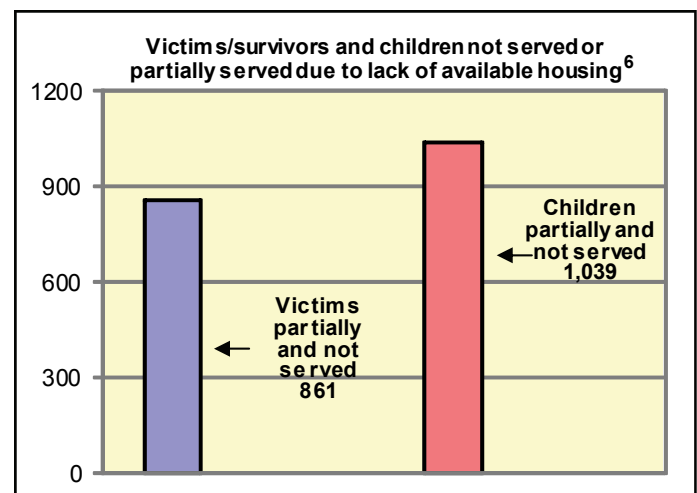 Victims/survivors and children not served or
partially served due to lack of available housing6
1200
900
600
300
0
Victims
partially
and not
served
861
Children
partially and
not served
1,039